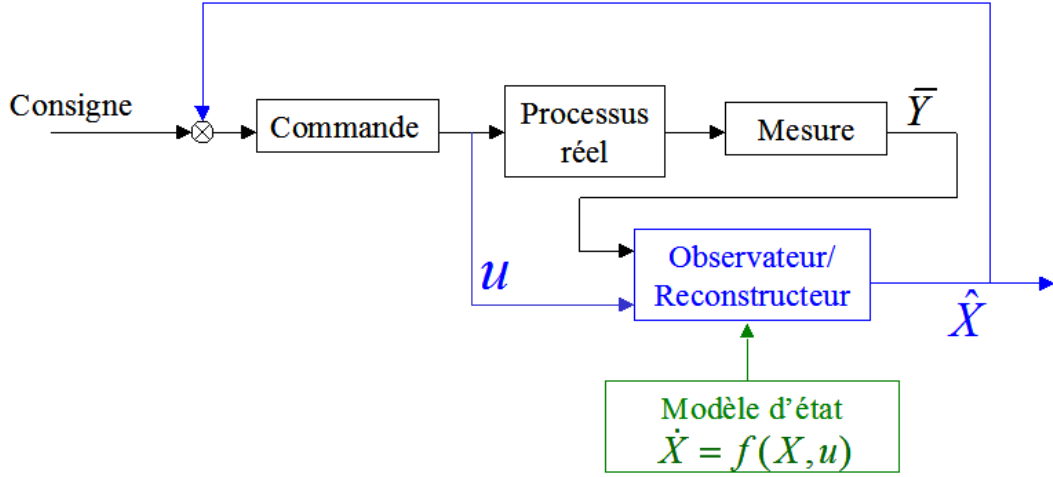 Consigne
Commande
Processus
réel
Mesure
Ȳ
u
Observateur/
Reconstructeur
X̂
Modèle d'état
Ẋ = f(X,u)